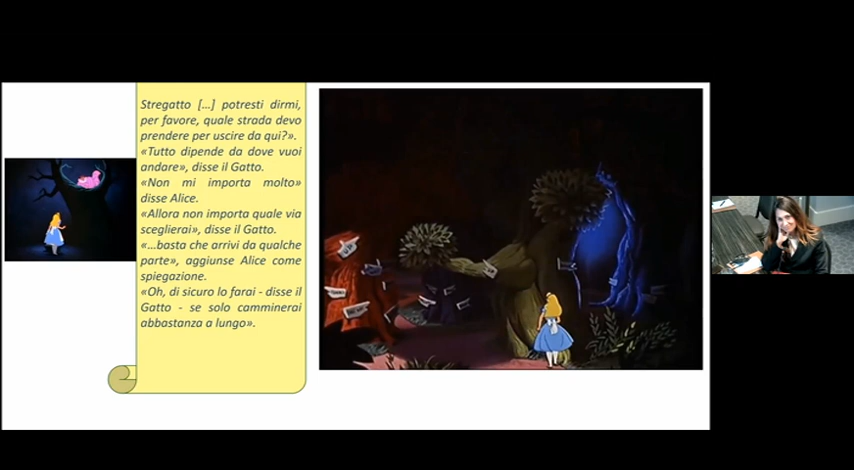 Stregatto […] potresti dirmi,
per favore, quale strada devo
prendere per uscire da qui?».
«Tutto dipende da dove vuoi
andare», disse il Gatto.
«Non mi importa molto»
disse Alice.
«Allora non importa quale via
sceglierai», disse il Gatto.
«…basta che arrivi da qualche
parte», aggiunse Alice come
spiegazione.
«Oh, di sicuro lo farai - disse il
Gatto - se solo camminerai
abbastanza a lungo».
UP